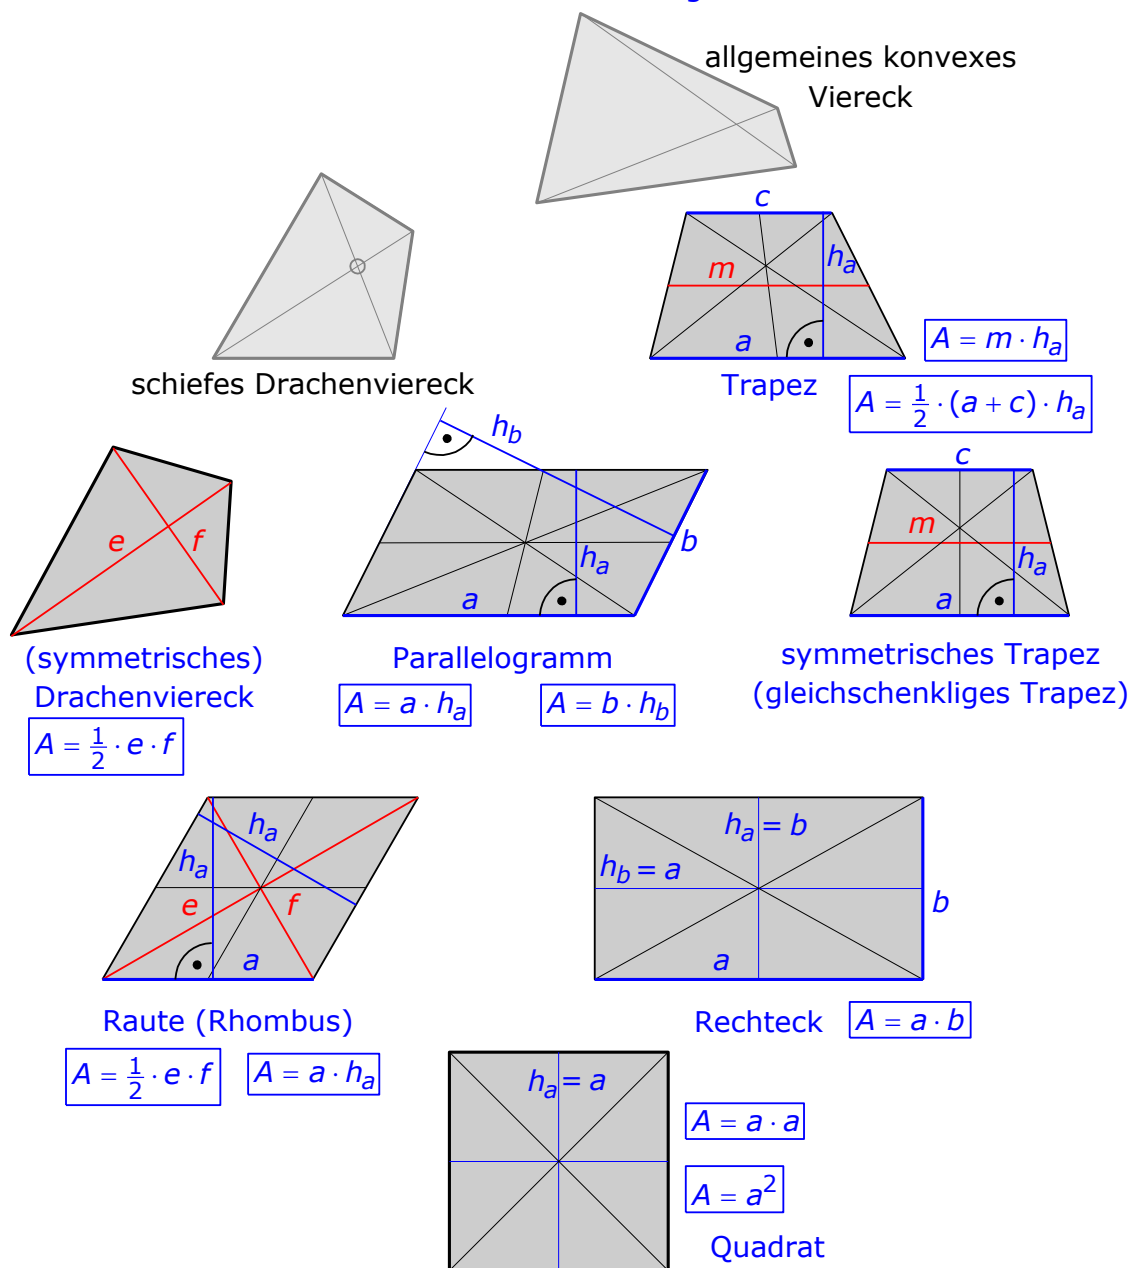 g
allgemeines konvexes
Viereck
schiefes Drachenviereck
c
m
h_a
a
Trapez
A = m · h_a
A = 1/2 · (a + c) · h_a
e
f
(symmetrisches)
Drachenviereck
A = 1/2 · e · f
h_b
h_a
b
a
Parallelogramm
A = a · h_a
A = b · h_b
c
m
h_a
a
symmetrisches Trapez
(gleichschenkliges Trapez)
h_a
h_a
e
f
a
Raute (Rhombus)
A = 1/2 · e · f
A = a · h_a
h_a = b
h_b = a
b
a
Rechteck
A = a · b
h_a = a
A = a · a
A = a²
Quadrat